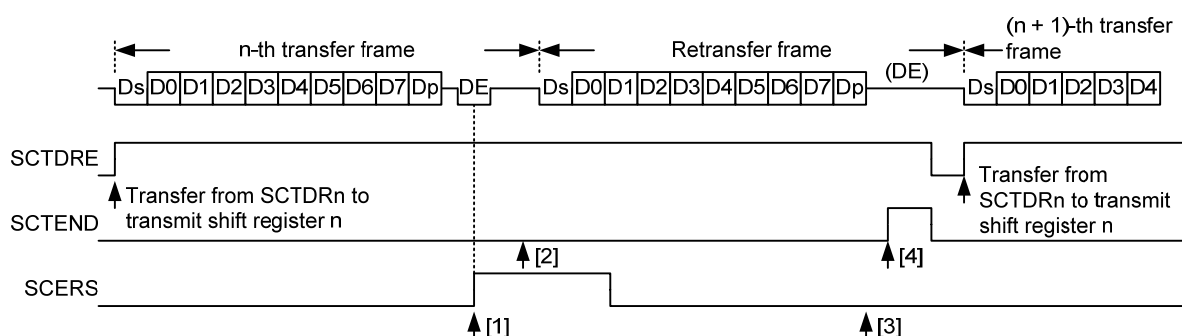 n-th transfer frame
Retransfer frame
(n + 1)-th transfer
frame
(DE)
Ds D0 D1 D2 D3 D4 D5 D6 D7 Dp DE Ds D0 D1 D2 D3 D4 D5 D6 D7 Dp Ds D0 D1 D2 D3 D4
SCTDRE
Transfer from SCTDRn to
transmit shift register n
Transfer from
SCTDRn to transmit
shift register n
SCTEND
[2]
[4]
SCERS
[1]
[3]